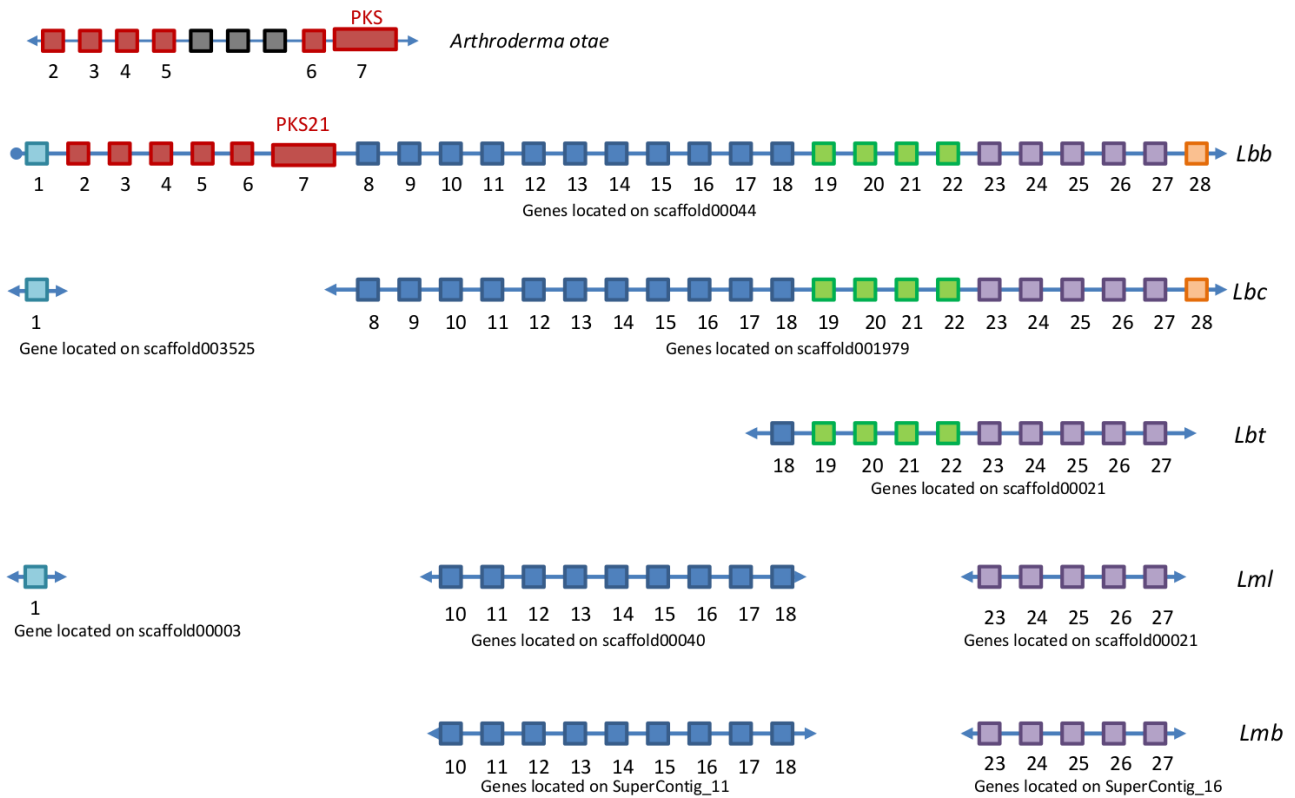 PKS
Arthroderma otae
2 3 4 5 6 7
PKS21
Lbb
1 2 3 4 5 6 7 8 9 10 11 12 13 14 15 16 17 18 19 20 21 22 23 24 25 26 27 28
Genes located on scaffold00044
Lbc
1 8 9 10 11 12 13 14 15 16 17 18 19 20 21 22 23 24 25 26 27 28
Gene located on scaffold003525 Genes located on scaffold001979
Lbt
18 19 20 21 22 23 24 25 26 27
Genes located on scaffold00021
Lml
1 10 11 12 13 14 15 16 17 18 23 24 25 26 27
Gene located on scaffold00003 Genes located on scaffold00040 Genes located on scaffold00021
Lmb
10 11 12 13 14 15 16 17 18 23 24 25 26 27
Genes located on SuperContig_11 Genes located on SuperContig_16